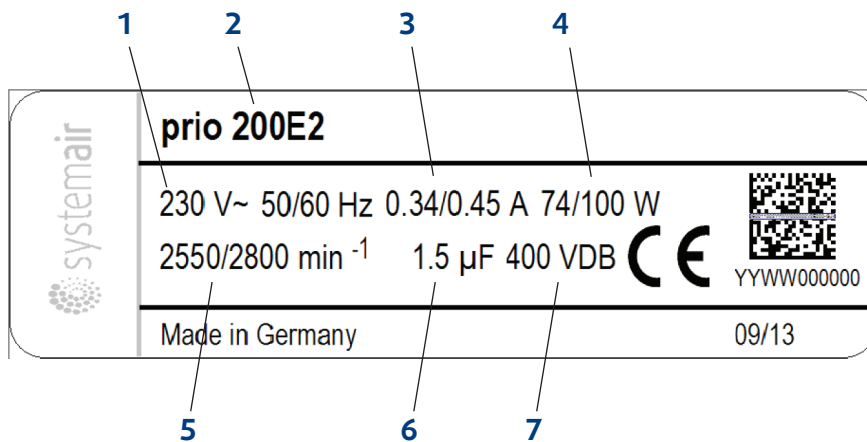 1 2 3 4
systemair
prio 200E2
230 V~ 50/60 Hz 0.34/0.45 A 74/100 W
2550/2800 min -1 1.5 µF 400 VDB CE
YYWW000000
Made in Germany 09/13
5 6 7